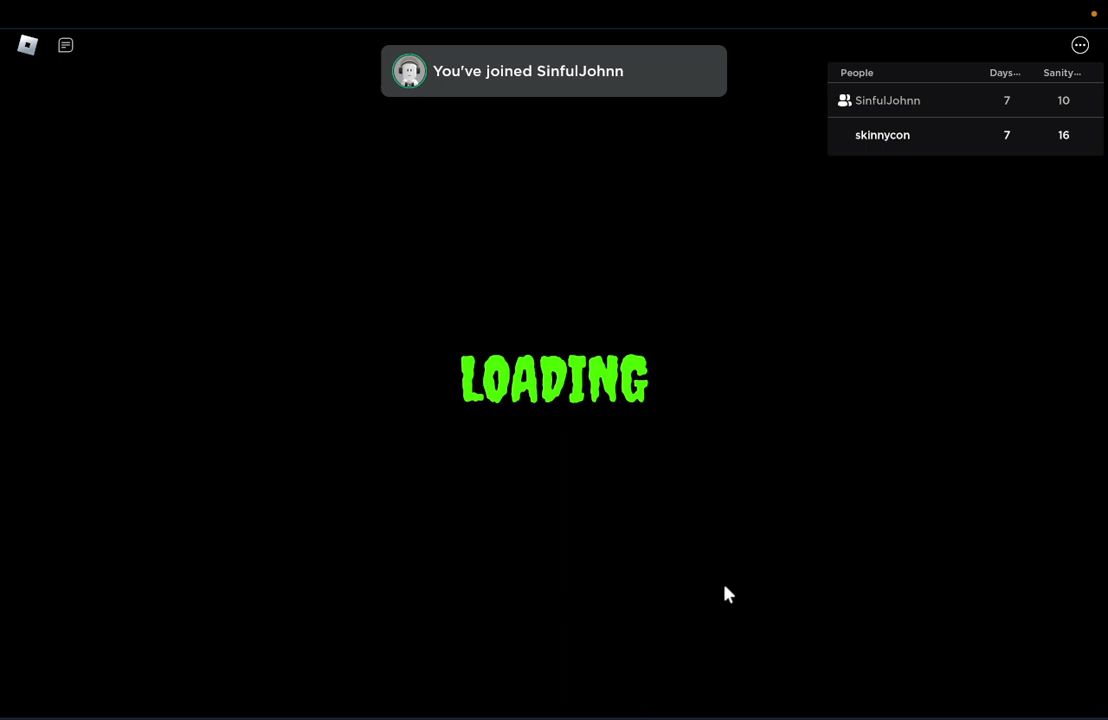 You've joined SinfulJohnn
People Days... Sanity...
SinfulJohnn 7 10
skinnycon 7 16
LOADING